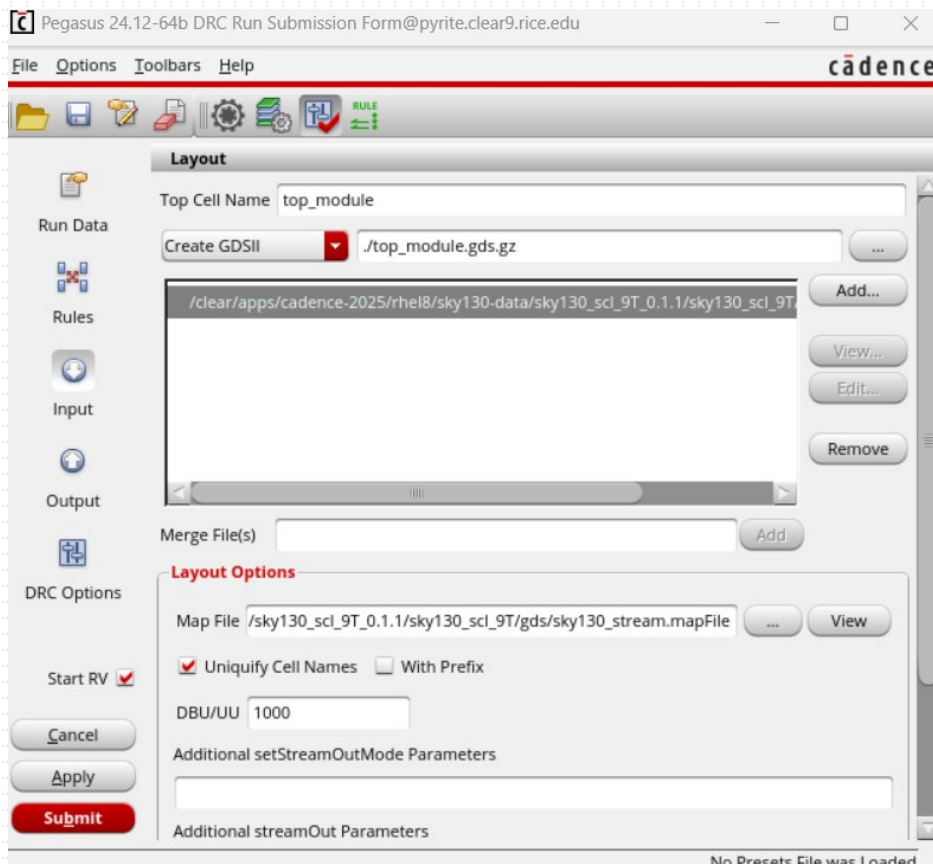 Pegasus 24.12-64b DRC Run Submission Form@pyrite.clear9.rice.edu
File Options Toolbars Help
cādence
RULE
Layout
Run Data
Rules
Input
Output
DRC Options
Start RV
Cancel
Apply
Submit
Top Cell Name top_module
Create GDSII ./top_module.gds.gz ...
/clear/apps/cadence-2025/rhel8/sky130-data/sky130_scl_9T_0.1.1/sky130_scl_9T/
Add...
View...
Edit...
Remove
Merge File(s) Add
Layout Options
Map File /sky130_scl_9T_0.1.1/sky130_scl_9T/gds/sky130_stream.mapFile ... View
Uniquify Cell Names With Prefix
DBU/UU 1000
Additional setStreamOutMode Parameters
Additional streamOut Parameters
No Presets File was Loaded